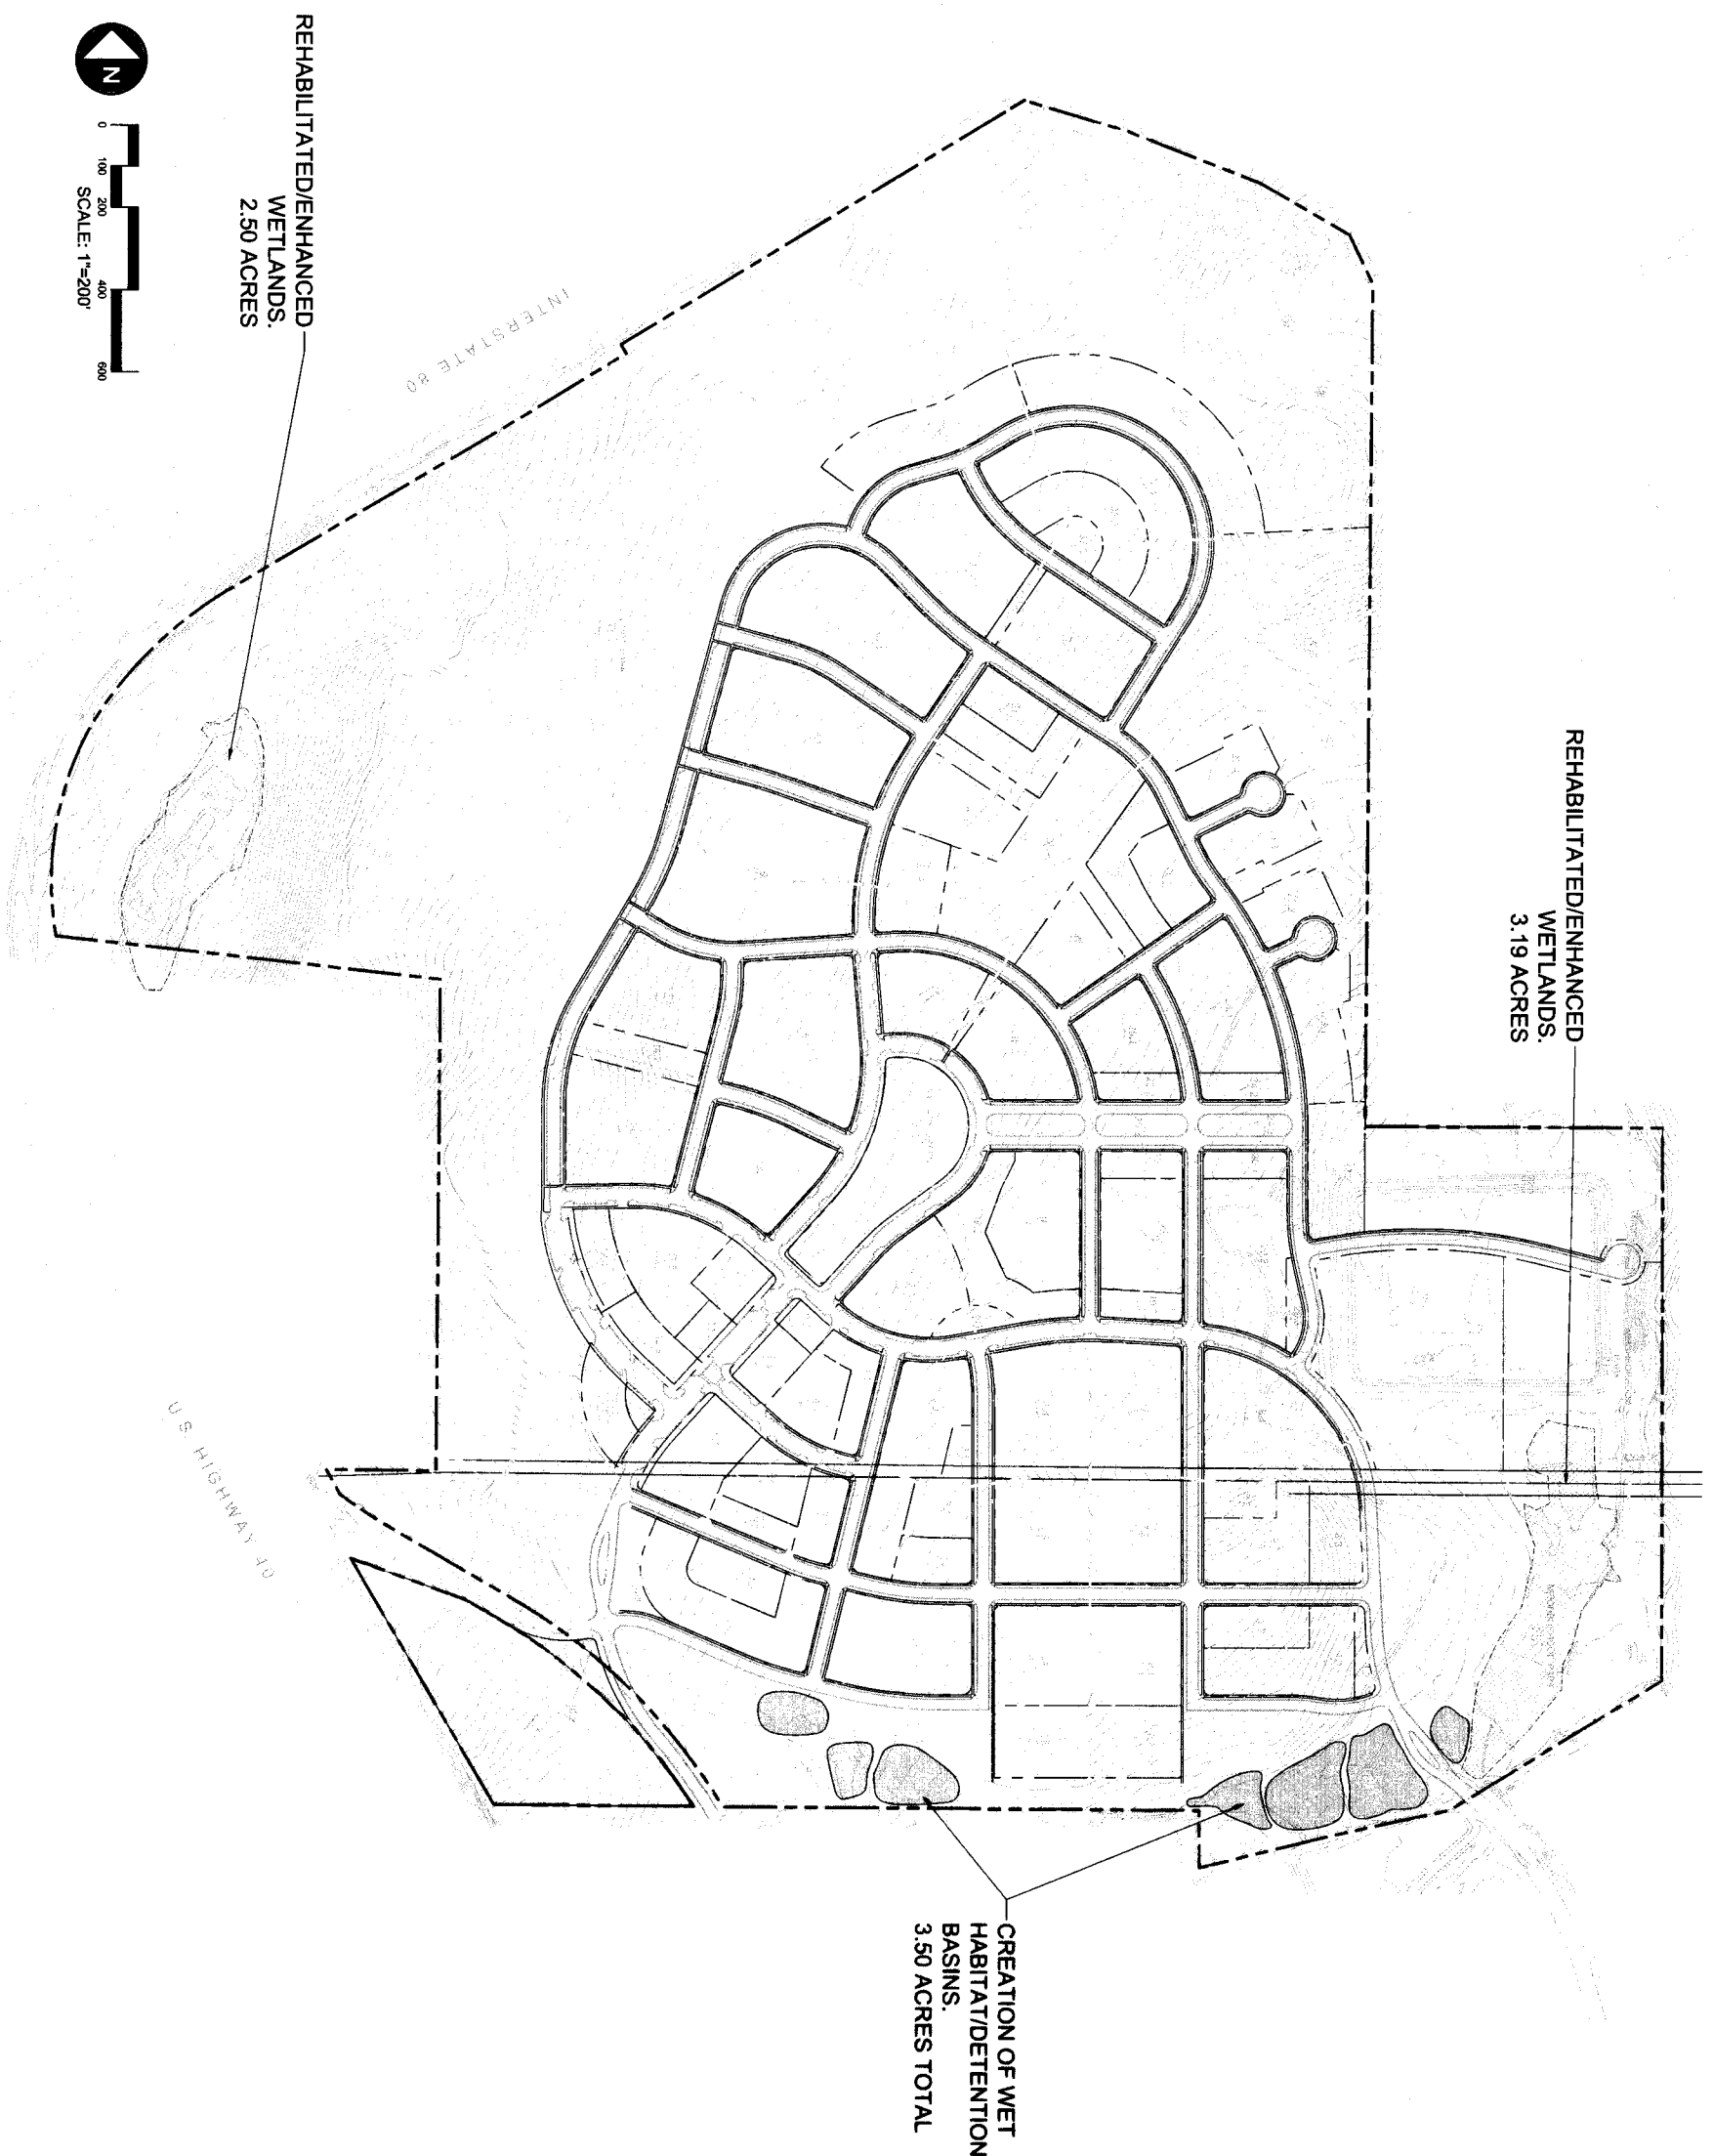 REHABILITATED/ENHANCED
WETLANDS.
2.50 ACRES
N
0 100 200 400 600
SCALE: 1"=200'
INTERSTATE 80
REHABILITATED/ENHANCED
WETLANDS.
3.19 ACRES
US HIGHWAY 40
CREATION OF WET
HABITAT/DETENTION
BASINS.
3.50 ACRES TOTAL